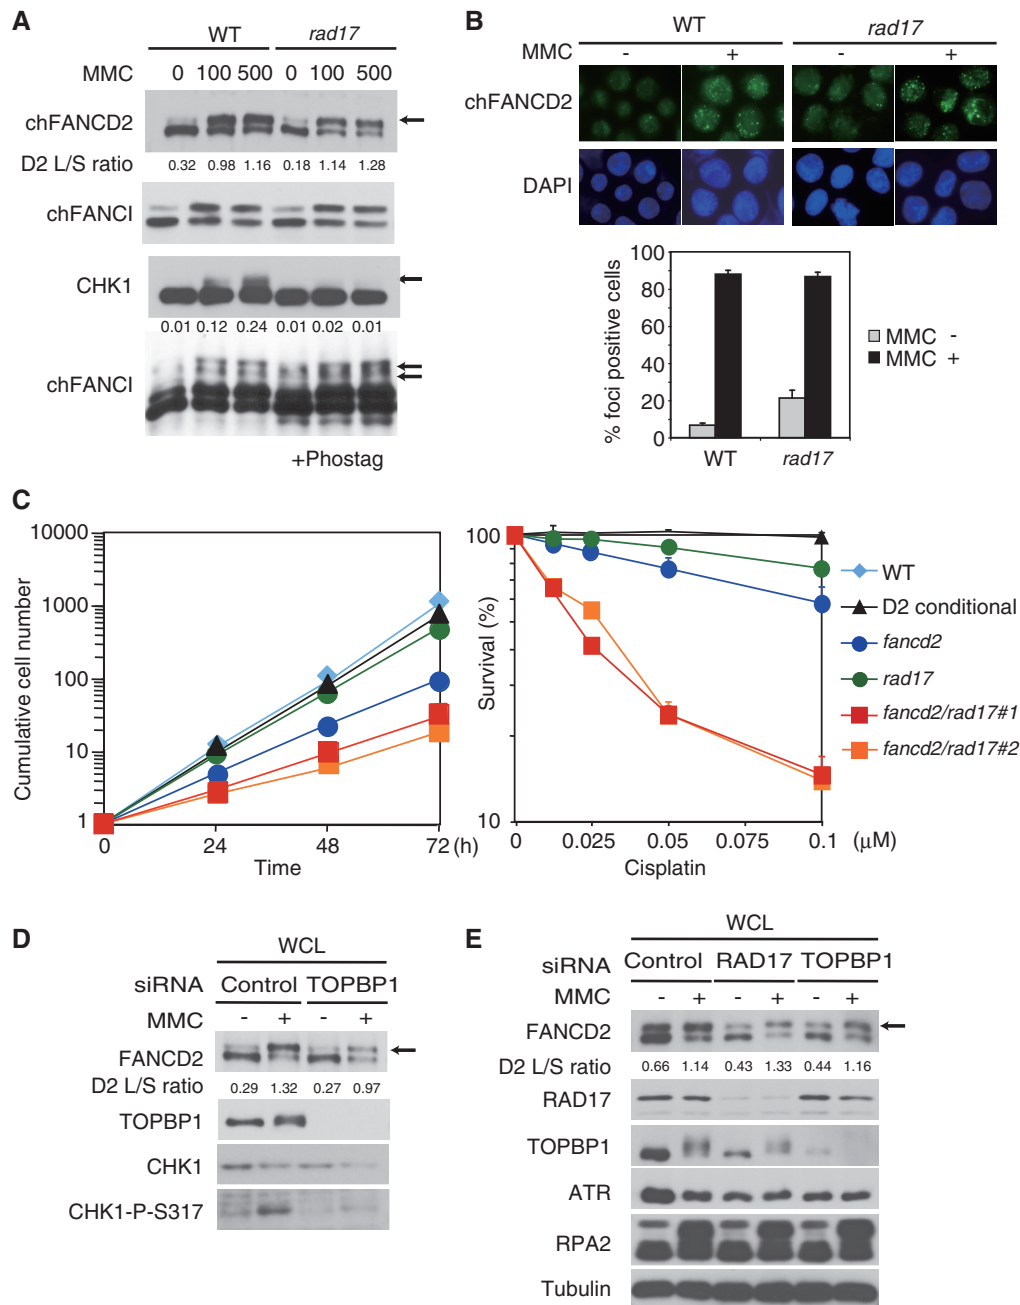 A
WT rad17
MMC 0 100 500 0 100 500
chFANCD2
D2 L/S ratio 0.32 0.98 1.16 0.18 1.14 1.28
chFANCI
CHK1
0.01 0.12 0.24 0.01 0.02 0.01
chFANCI
+Phostag
B
WT rad17
MMC - + - +
chFANCD2
DAPI
% foci positive cells
100
80
60
40
20
0
WT rad17
MMC -
MMC +
C
Cumulative cell number
10000
1000
100
10
1
0 24 48 72 (h)
Time
Survival (%)
100
10
0 0.025 0.05 0.075 0.1 (μM)
Cisplatin
WT
D2 conditional
fancd2
rad17
fancd2/rad17#1
fancd2/rad17#2
D
WCL
siRNA Control TOPBP1
MMC - + - +
FANCD2
D2 L/S ratio 0.29 1.32 0.27 0.97
TOPBP1
CHK1
CHK1-P-S317
E
WCL
siRNA Control RAD17 TOPBP1
MMC - + - + - +
FANCD2
D2 L/S ratio 0.66 1.14 0.43 1.33 0.44 1.16
RAD17
TOPBP1
ATR
RPA2
Tubulin